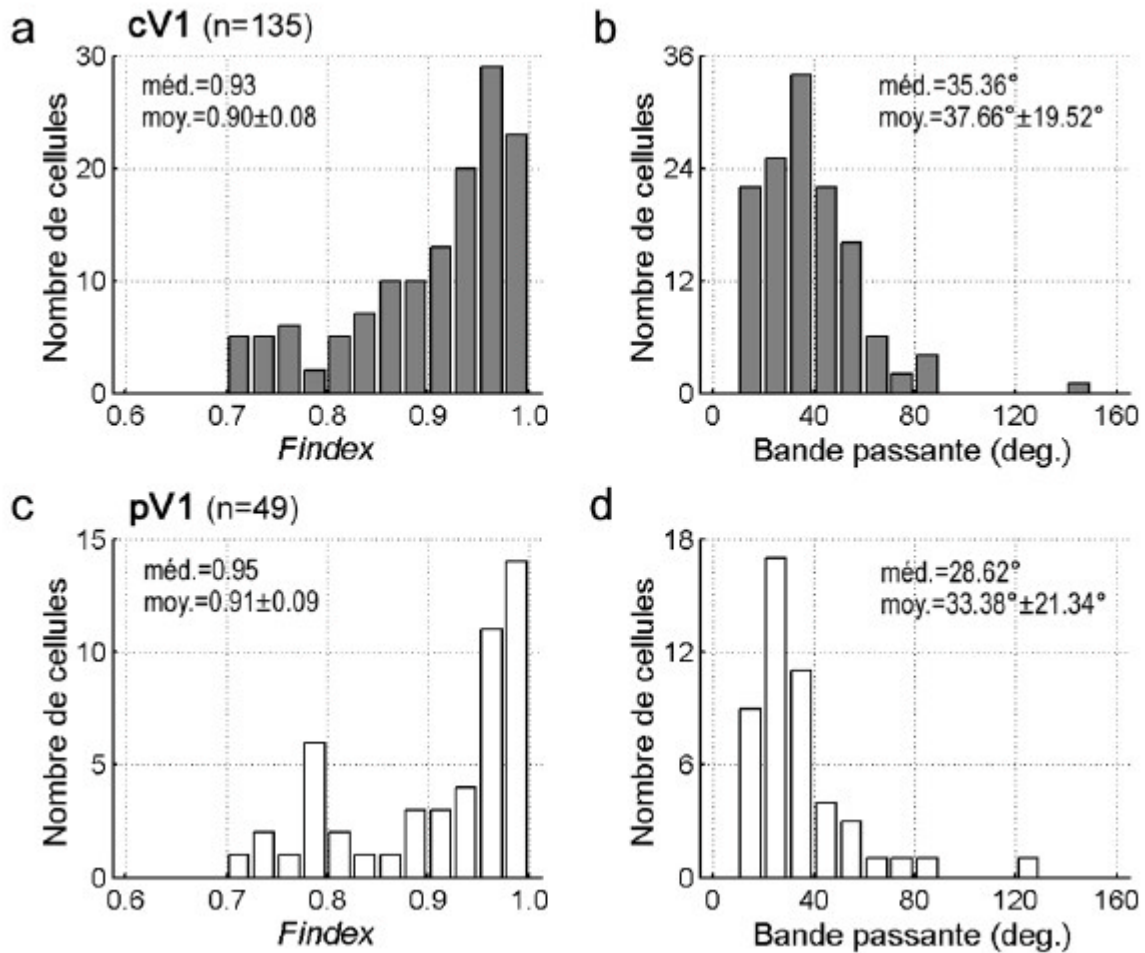 a cV1 (n=135)
méd.=0.93
moy.=0.90±0.08
Nombre de cellules
30
20
10
0
0.6 0.7 0.8 0.9 1.0
Findex
b
méd.=35.36°
moy.=37.66°±19.52°
Nombre de cellules
36
24
12
0
0 40 80 120 160
Bande passante (deg.)
c pV1 (n=49)
méd.=0.95
moy.=0.91±0.09
Nombre de cellules
15
10
5
0
0.6 0.7 0.8 0.9 1.0
Findex
d
méd.=28.62°
moy.=33.38°±21.34°
Nombre de cellules
18
12
6
0
0 40 80 120 160
Bande passante (deg.)